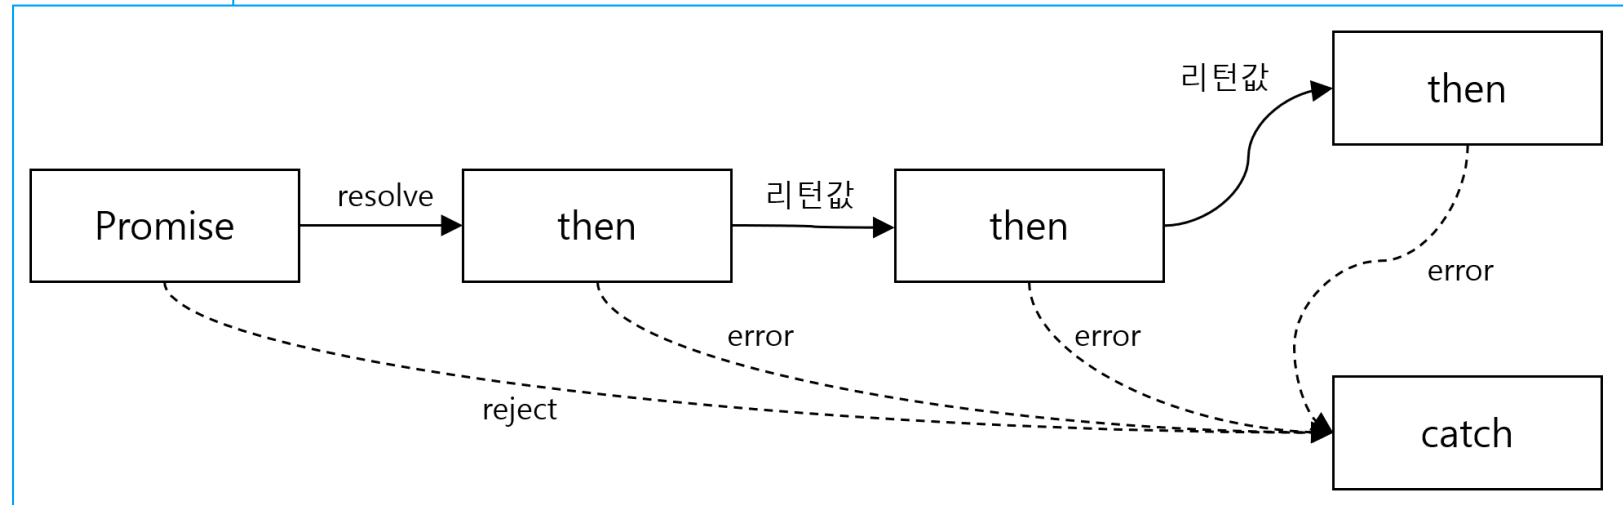 Promise
resolve
then
리턴값
then
리턴값
then
reject
error
error
error
catch